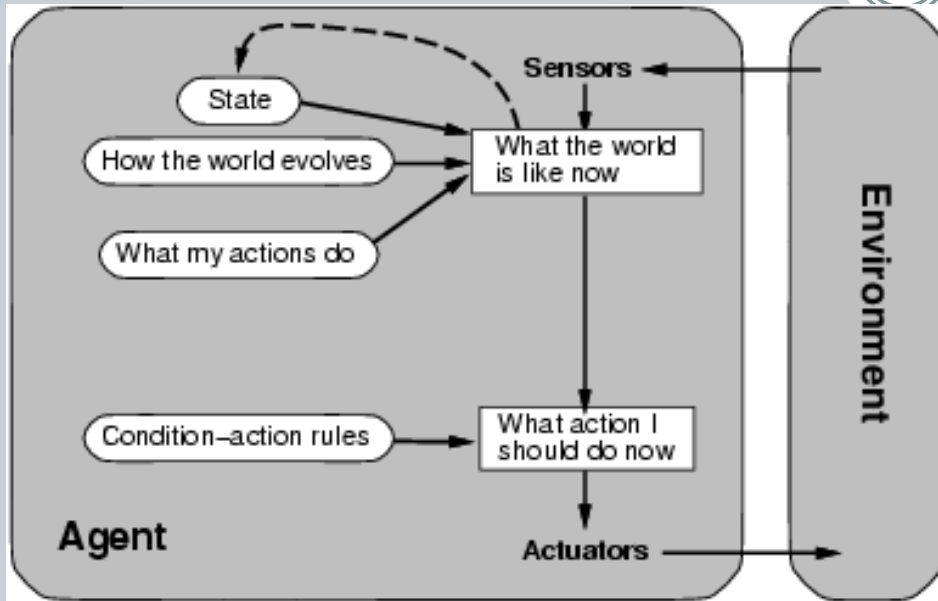 Sensors
State
What the world
is like now
How the world evolves
What my actions do
Environment
Condition–action rules
What action I
should do now
Agent
Actuators